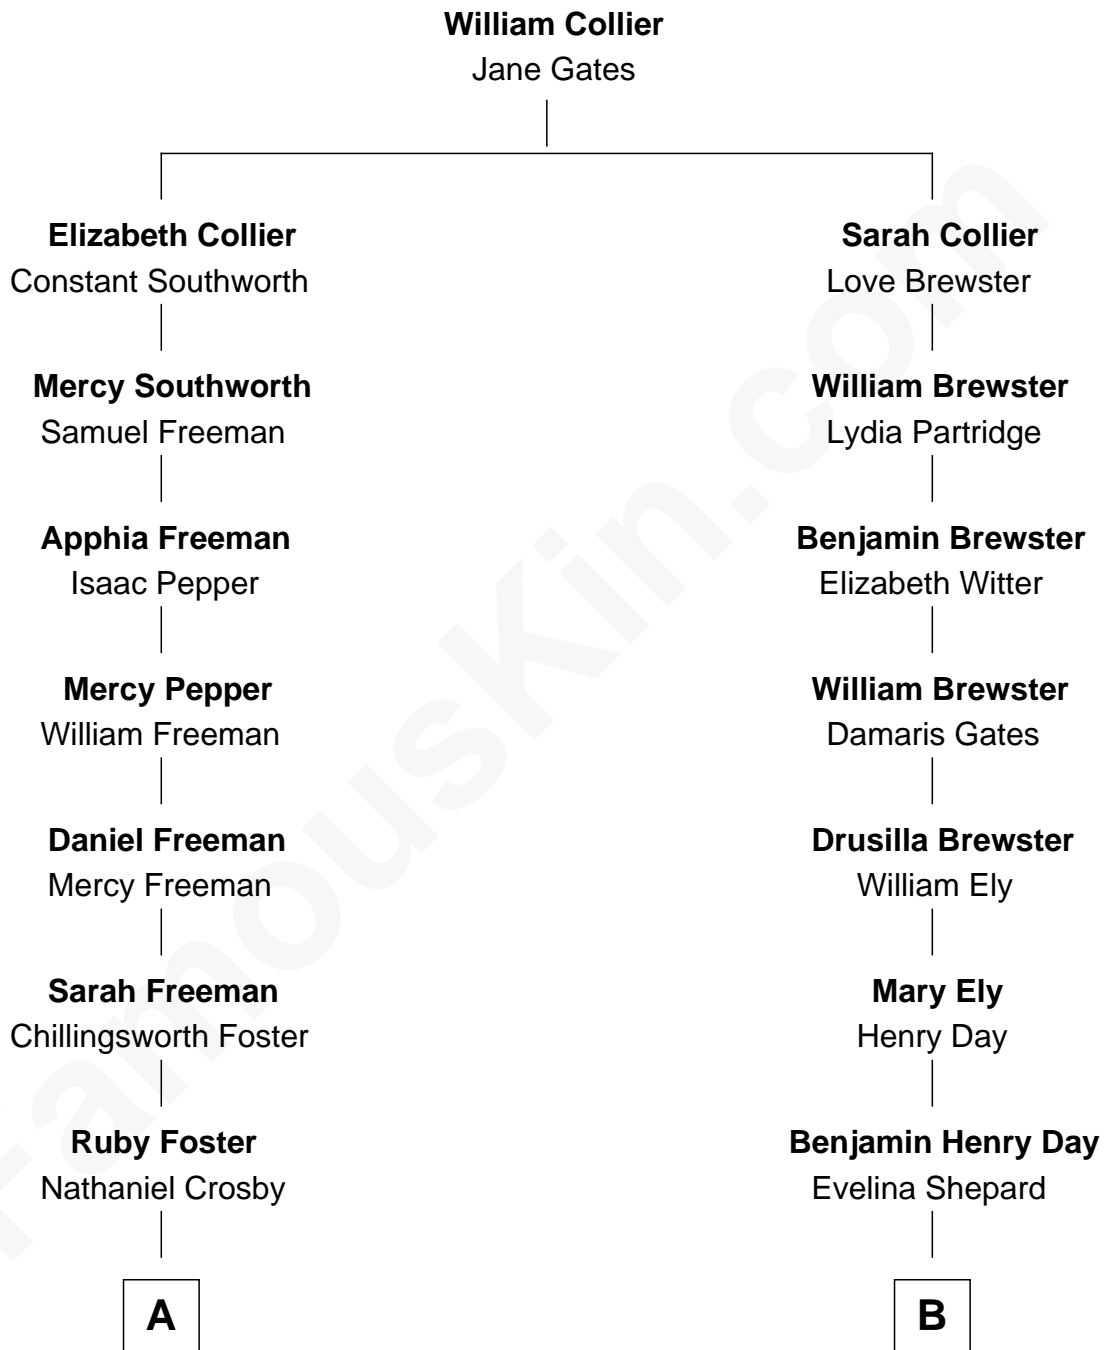 William Collier
Jane Gates
Elizabeth Collier
Constant Southworth
Sarah Collier
Love Brewster
Mercy Southworth
Samuel Freeman
William Brewster
Lydia Partridge
Apphia Freeman
Isaac Pepper
Benjamin Brewster
Elizabeth Witter
Mercy Pepper
William Freeman
William Brewster
Damaris Gates
Daniel Freeman
Mercy Freeman
Drusilla Brewster
William Ely
Sarah Freeman
Chillingsworth Foster
Mary Ely
Henry Day
Ruby Foster
Nathaniel Crosby
Benjamin Henry Day
Evelina Shepard
A
B
FamousKin.com